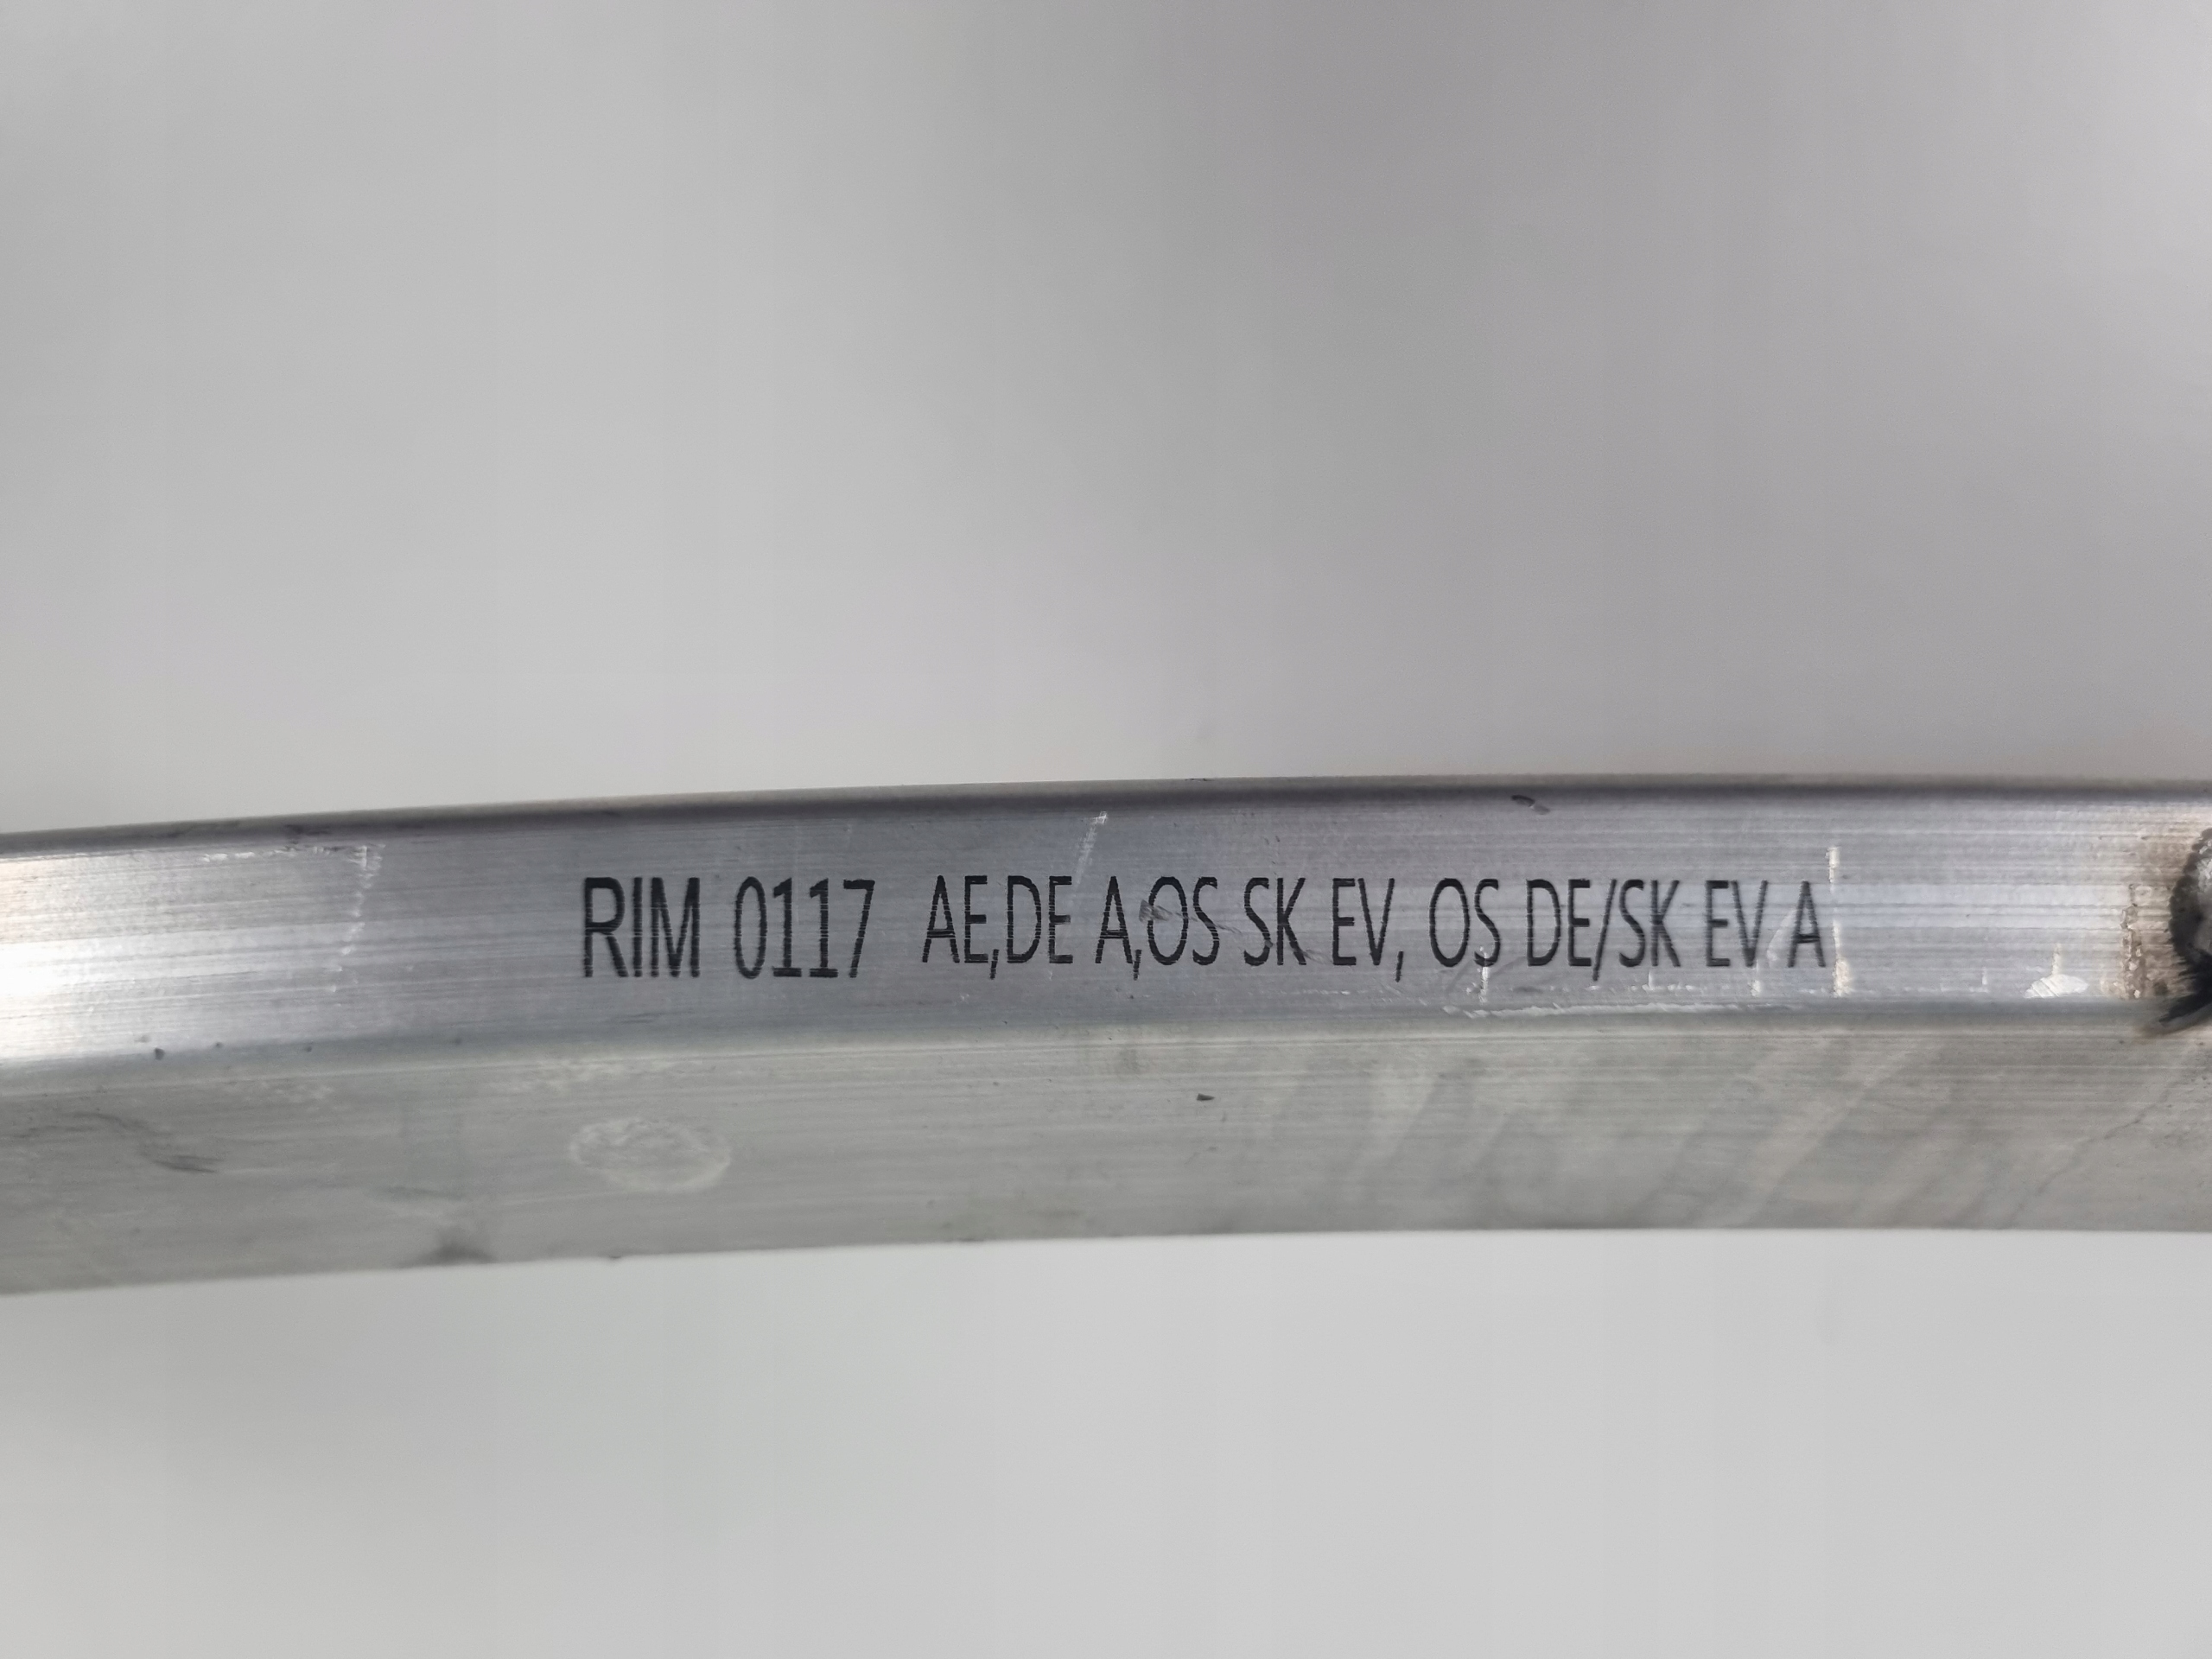 RIM 0117 AE,DE A,OS SK EV, OS DE/SK EV A